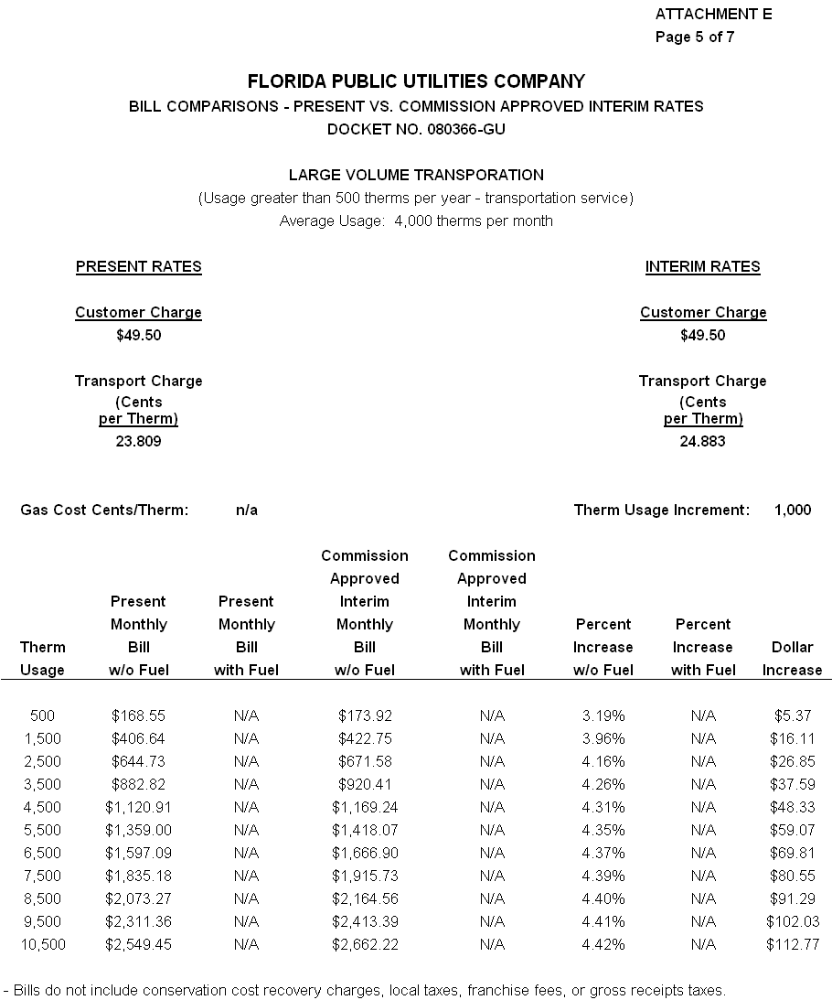 ATTACHMENT E
Page 5 of 7
FLORIDA PUBLIC UTILITIES COMPANY
BILL COMPARISONS - PRESENT VS. COMMISSION APPROVED INTERIM RATES
DOCKET NO. 080366-GU
LARGE VOLUME TRANSPORATION
(Usage greater than 500 therms per year - transportation service)
Average Usage: 4,000 therms per month
PRESENT RATES INTERIM RATES
Customer Charge Customer Charge
$49.50 $49.50
Transport Charge Transport Charge
(Cents (Cents
per Therm) per Therm)
23.809 24.883
Gas Cost Cents/Therm: n/a Therm Usage Increment: 1,000
Commission Commission
Approved Approved
Present Present Interim Interim
Monthly Monthly Monthly Monthly Percent Percent
Therm Bill Bill Bill Bill Increase Increase Dollar
Usage w/o Fuel with Fuel w/o Fuel with Fuel w/o Fuel with Fuel Increase
500 $168.55 N/A $173.92 N/A 3.19% N/A $5.37
1,500 $406.64 N/A $422.75 N/A 3.96% N/A $16.11
2,500 $644.73 N/A $671.58 N/A 4.16% N/A $26.85
3,500 $882.82 N/A $920.41 N/A 4.26% N/A $37.59
4,500 $1,120.91 N/A $1,169.24 N/A 4.31% N/A $48.33
5,500 $1,359.00 N/A $1,418.07 N/A 4.35% N/A $59.07
6,500 $1,597.09 N/A $1,666.90 N/A 4.37% N/A $69.81
7,500 $1,835.18 N/A $1,915.73 N/A 4.39% N/A $80.55
8,500 $2,073.27 N/A $2,164.56 N/A 4.40% N/A $91.29
9,500 $2,311.36 N/A $2,413.39 N/A 4.41% N/A $102.03
10,500 $2,549.45 N/A $2,662.22 N/A 4.42% N/A $112.77
- Bills do not include conservation cost recovery charges, local taxes, franchise fees, or gross receipts taxes.